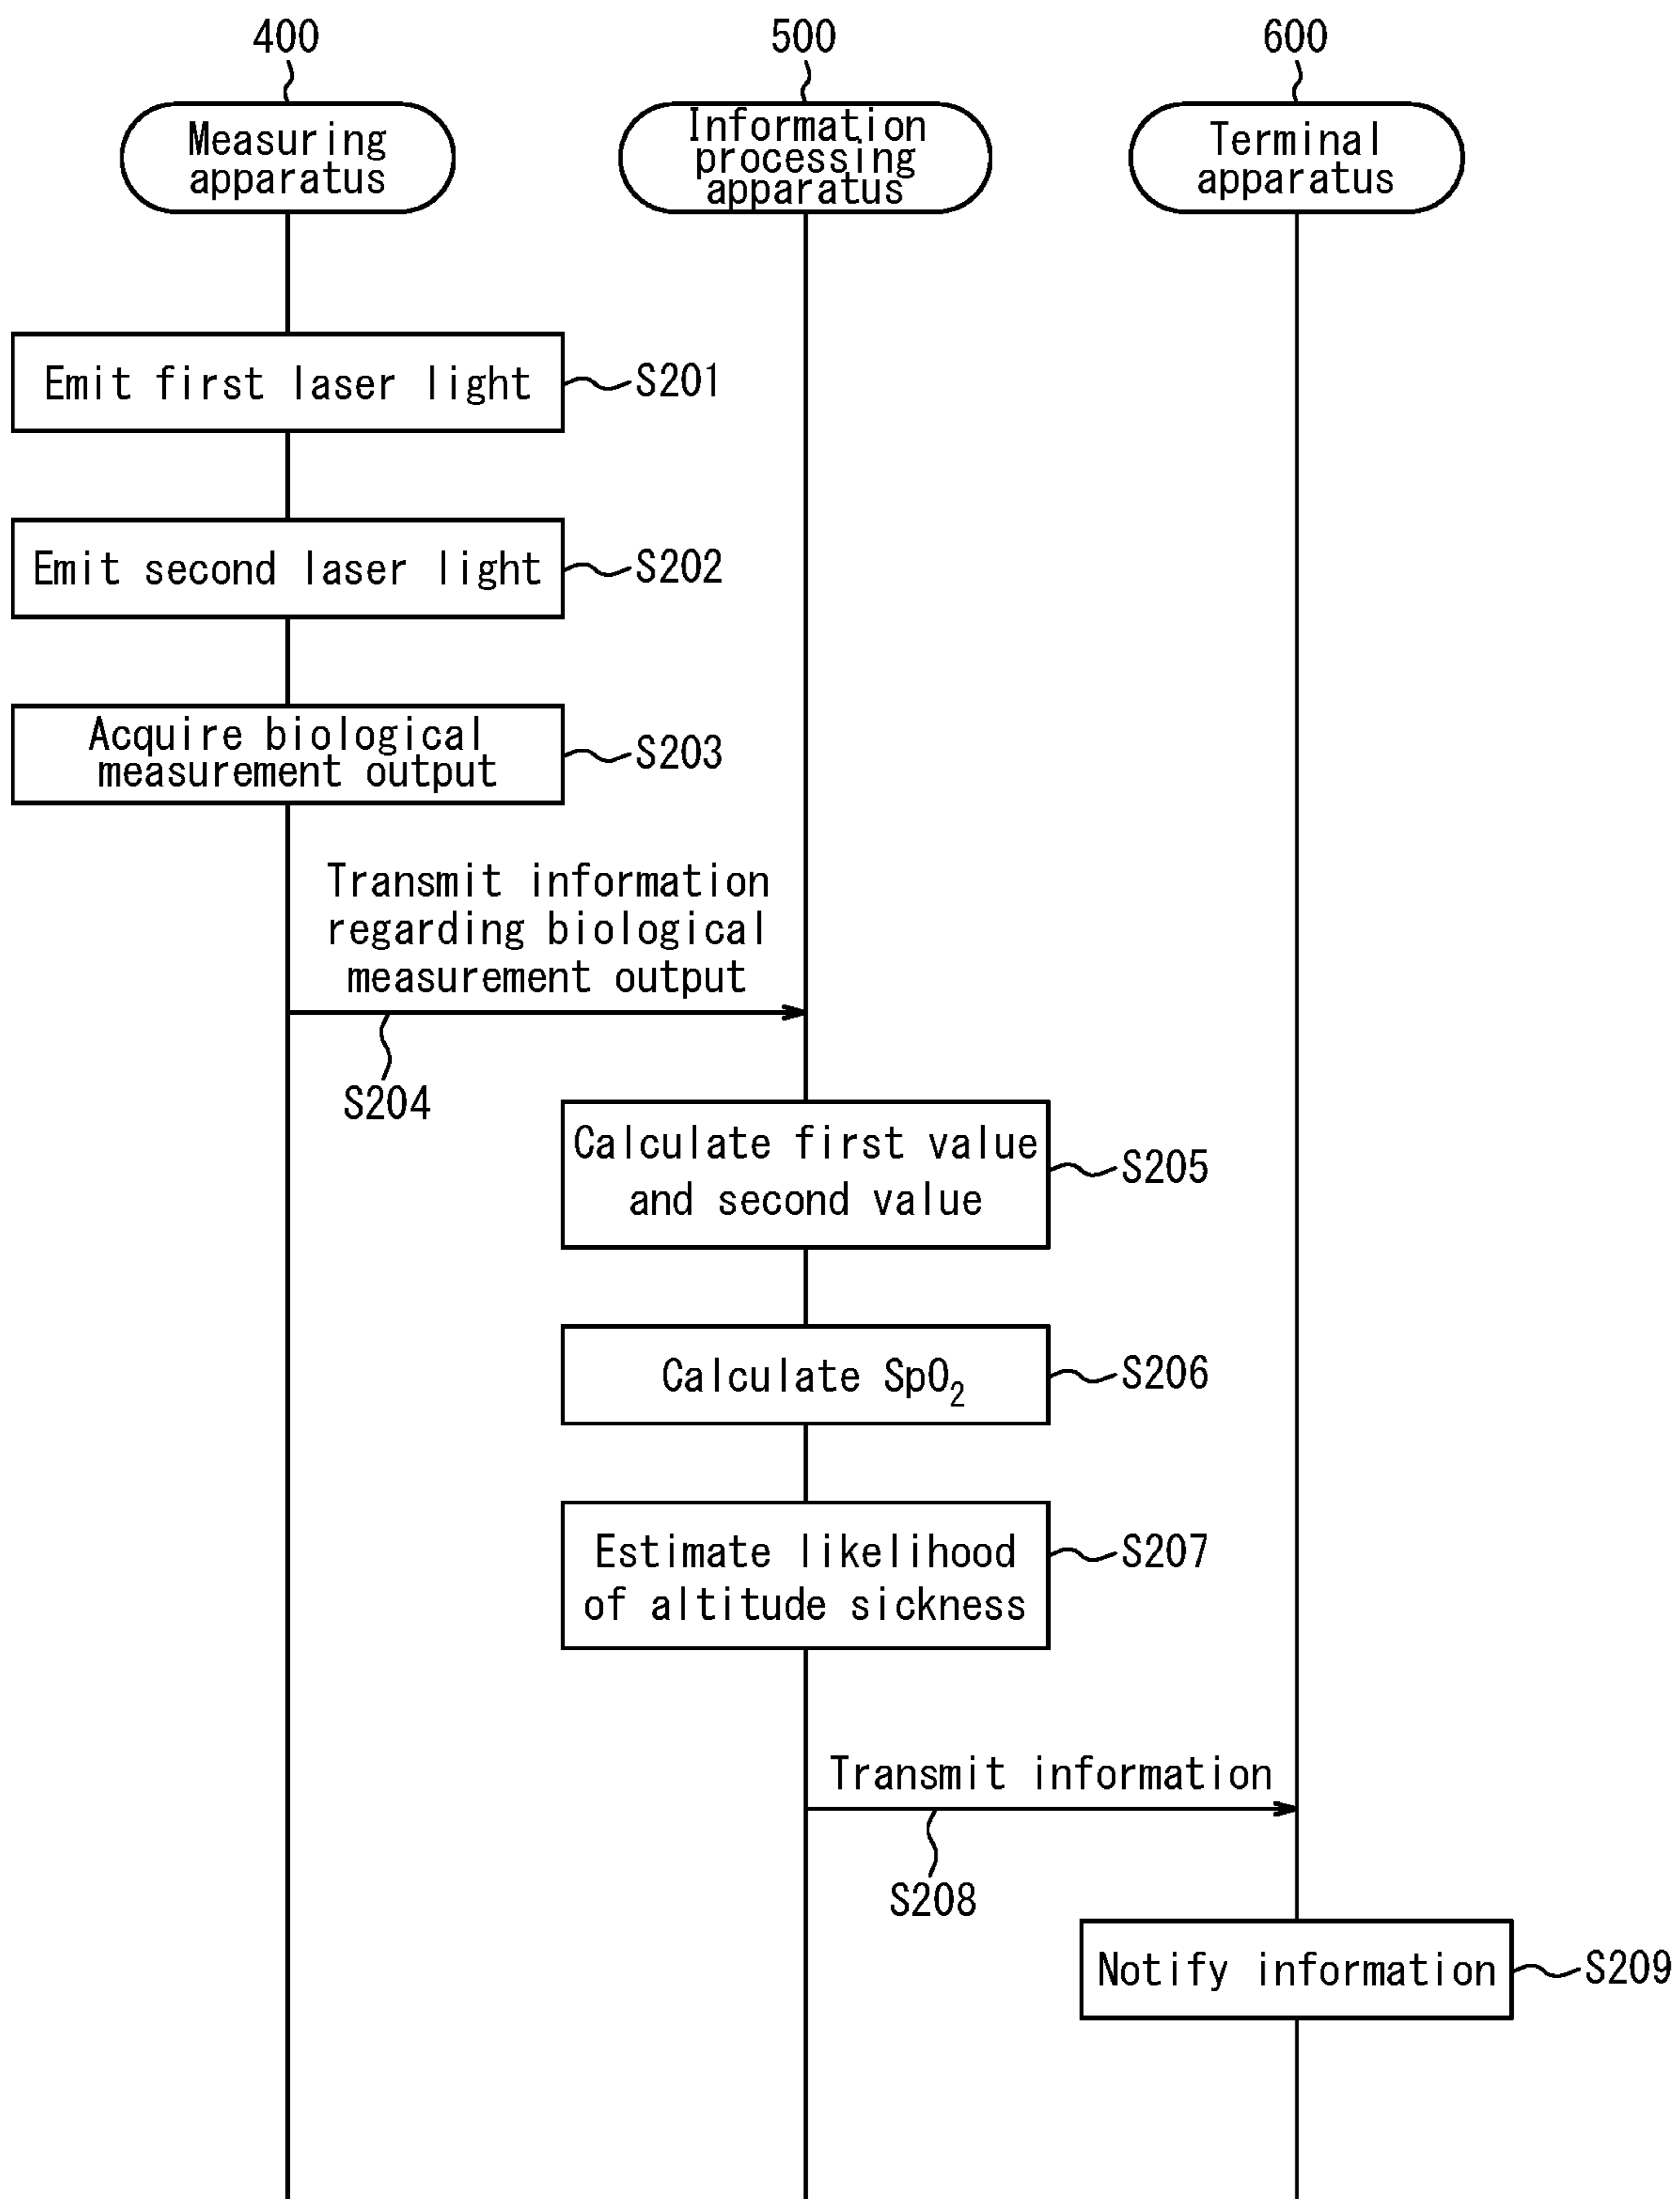 400
500
600
Measuring
apparatus
Information
processing
apparatus
Terminal
apparatus
Emit first laser light
S201
Emit second laser light
S202
Acquire biological
measurement output
S203
Transmit information
regarding biological
measurement output
S204
Calculate first value
and second value
S205
Calculate SpO₂
S206
Estimate likelihood
of altitude sickness
S207
Transmit information
S208
Notify information
S209